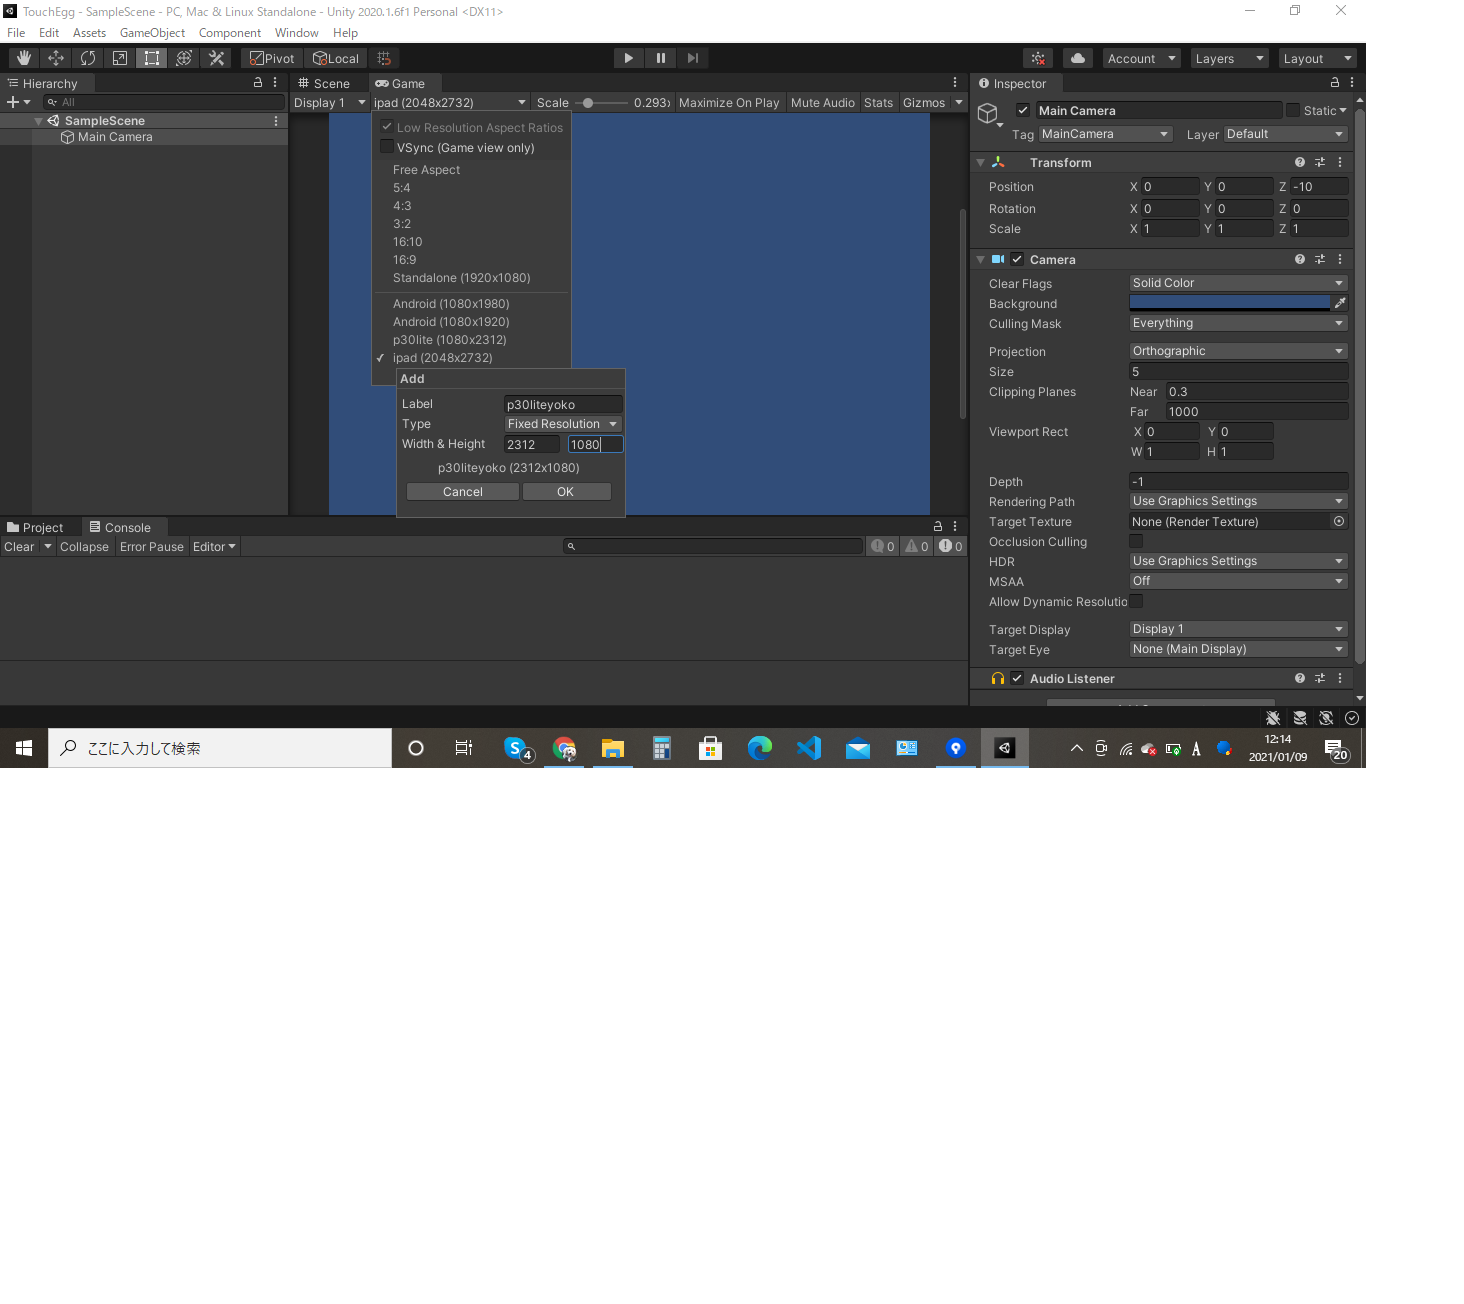 TouchEgg - SampleScene - PC, Mac & Linux Standalone - Unity 2020.1.6f1 Personal <DX11>
File Edit Assets GameObject Component Window Help
Pivot Local Account Layers Layout
Hierarchy
All
SampleScene
Main Camera
Scene Game
Display 1 ipad (2048x2732) Scale 0.293x Maximize On Play Mute Audio Stats Gizmos
Low Resolution Aspect Ratios
VSync (Game view only)
Free Aspect
5:4
4:3
3:2
16:10
16:9
Standalone (1920x1080)
Android (1080x1980)
Android (1080x1920)
p30lite (1080x2312)
✓ ipad (2048x2732)
Add
Label p30liteyoko
Type Fixed Resolution
Width & Height 2312 1080
p30liteyoko (2312x1080)
Cancel OK
Inspector
Main Camera Static
Tag MainCamera Layer Default
Transform
Position X 0 Y 0 Z -10
Rotation X 0 Y 0 Z 0
Scale X 1 Y 1 Z 1
Camera
Clear Flags Solid Color
Background
Culling Mask Everything
Projection Orthographic
Size 5
Clipping Planes Near 0.3
Far 1000
Viewport Rect X 0 Y 0
W 1 H 1
Depth -1
Rendering Path Use Graphics Settings
Target Texture None (Render Texture)
Occlusion Culling
HDR Use Graphics Settings
MSAA Off
Allow Dynamic Resolutio
Target Display Display 1
Target Eye None (Main Display)
Audio Listener
Project Console
Clear Collapse Error Pause Editor 0 0 0
ここに入力して検索 4 A 12:14
2021/01/09 20